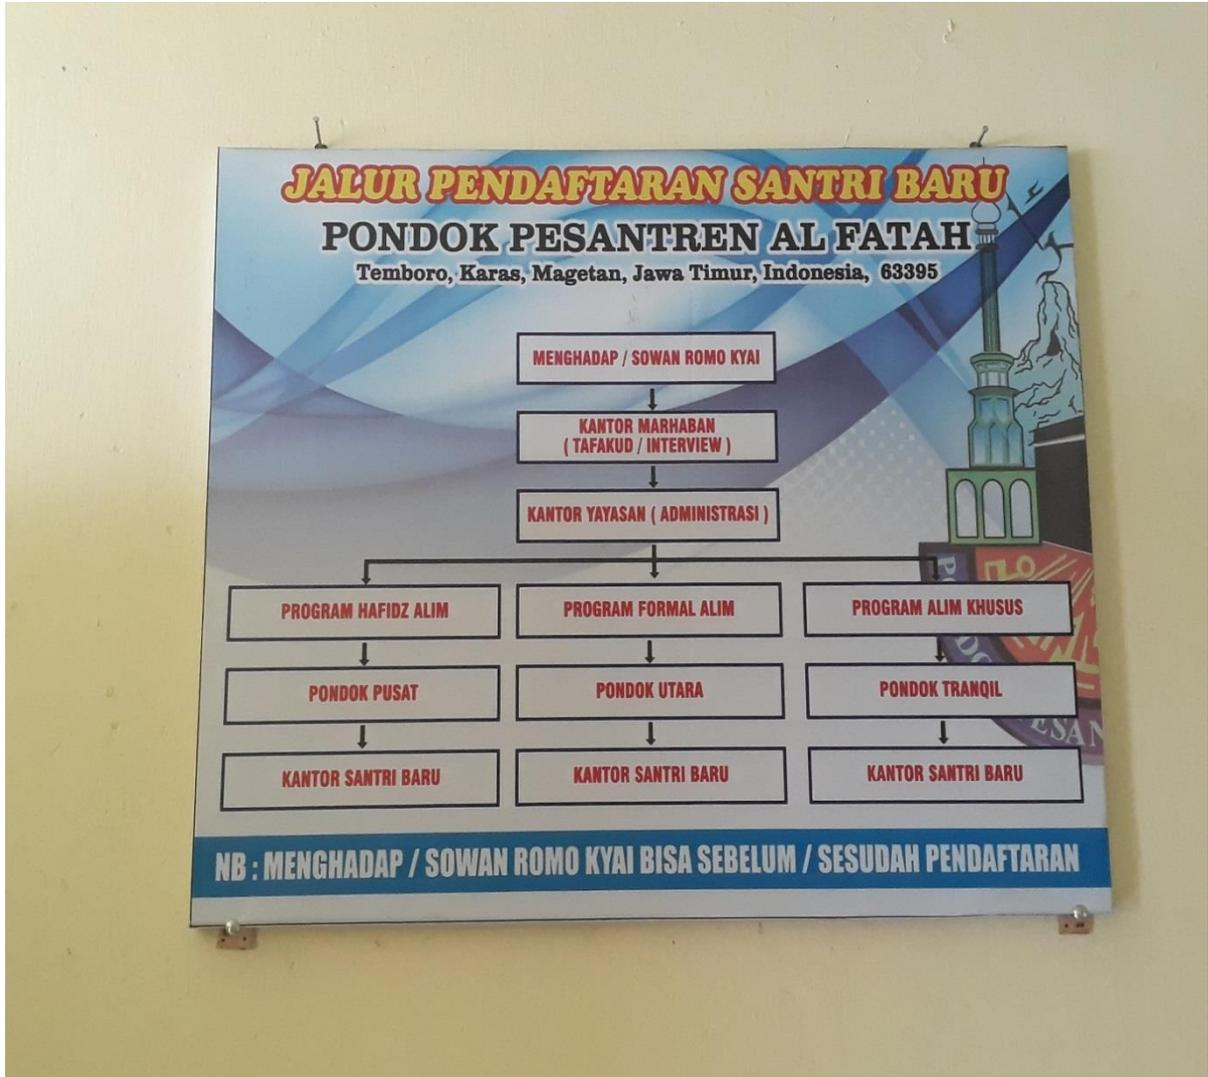 JALUR PENDAFTARAN SANTRI BARU
PONDOK PESANTREN AL FATAH
Temboro, Karas, Magetan, Jawa Timur, Indonesia, 63395
MENGHADAP / SOWAN ROMO KYAI
KANTOR MARHABAN
( TAFAKUD / INTERVIEW )
KANTOR YAYASAN ( ADMINISTRASI )
PROGRAM HAFIDZ ALIM
PROGRAM FORMAL ALIM
PROGRAM ALIM KHUSUS
PONDOK PUSAT
PONDOK UTARA
PONDOK TRANQIL
KANTOR SANTRI BARU
KANTOR SANTRI BARU
KANTOR SANTRI BARU
NB : MENGHADAP / SOWAN ROMO KYAI BISA SEBELUM / SESUDAH PENDAFTARAN